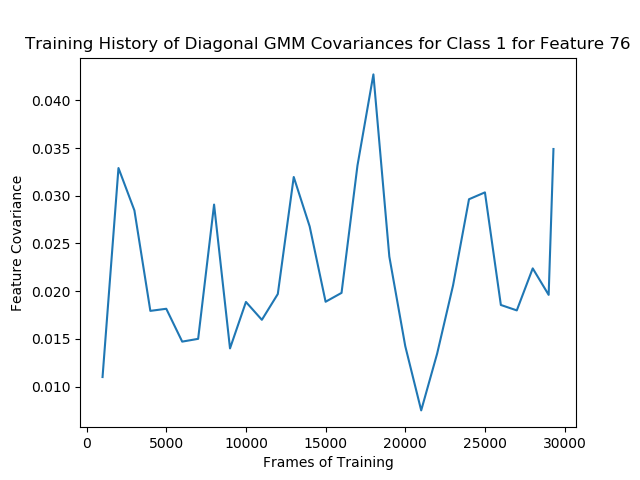 Training History of Diagonal GMM Covariances for Class 1 for Feature 76
0.040
0.035
0.030
0.025
0.020
0.015
0.010
Feature Covariance
0 5000 10000 15000 20000 25000 30000
Frames of Training